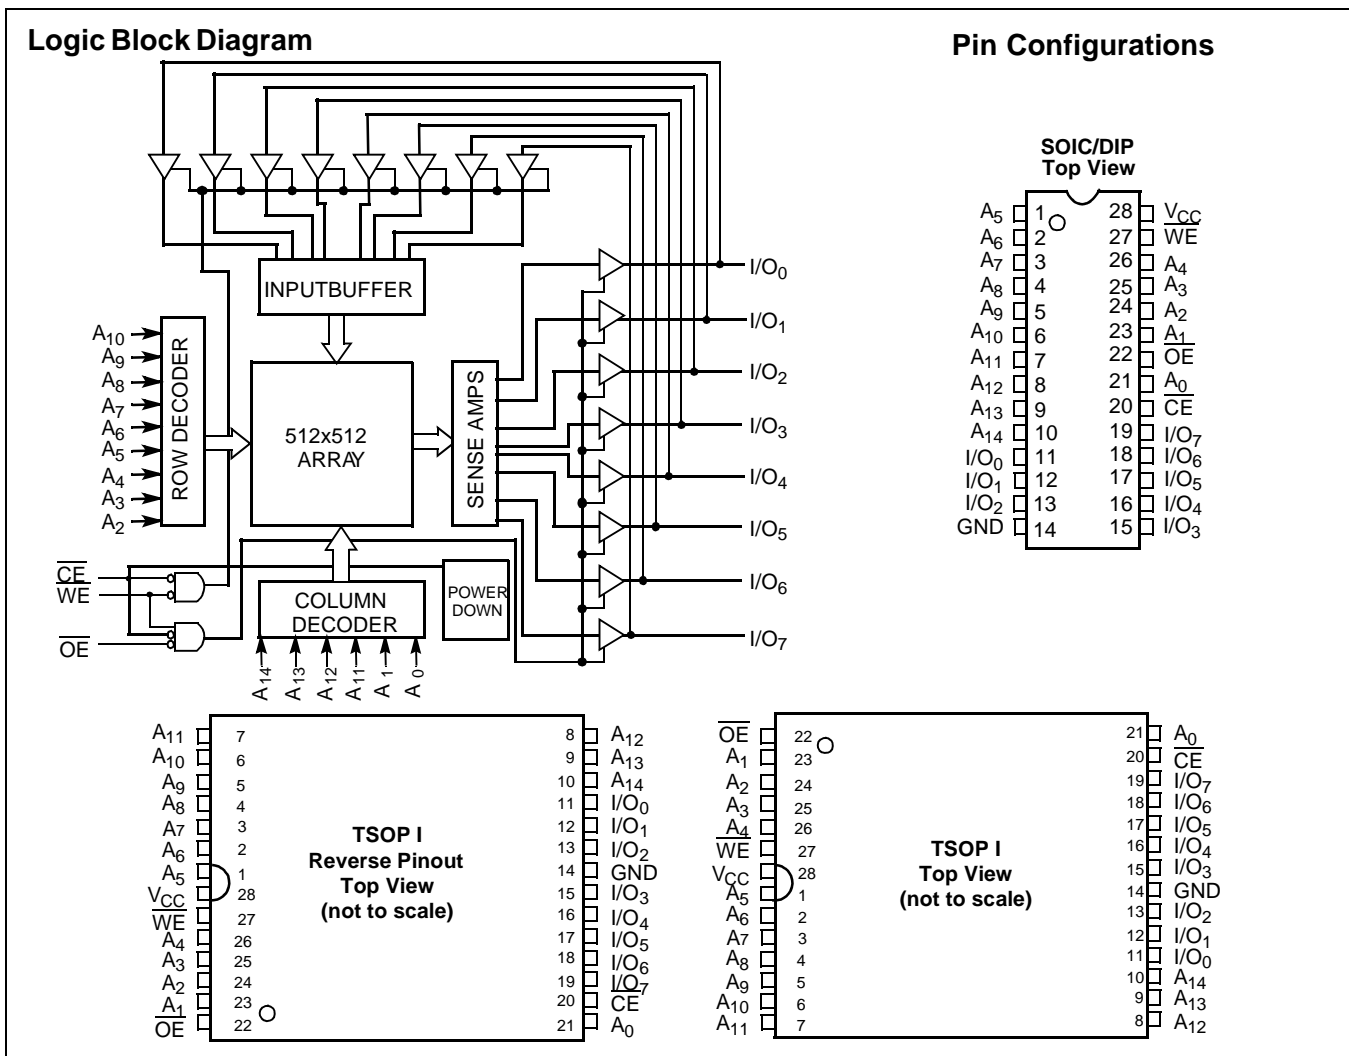 Logic Block Diagram
Pin Configurations
INPUTBUFFER
A10
A9
A8
A7
A6
A5
A4
A3
A2
ROW DECODER
512x512
ARRAY
SENSE AMPS
I/O0
I/O1
I/O2
I/O3
I/O4
I/O5
I/O6
I/O7
CE
WE
OE
COLUMN
DECODER
POWER
DOWN
A14
A13
A12
A11
A1
A0
SOIC/DIP
Top View
A5 1 28 VCC
A6 2 27 WE
A7 3 26 A4
A8 4 25 A3
A9 5 24 A2
A10 6 23 A1
A11 7 22 OE
A12 8 21 A0
A13 9 20 CE
A14 10 19 I/O7
I/O0 11 18 I/O6
I/O1 12 17 I/O5
I/O2 13 16 I/O4
GND 14 15 I/O3
A11 7 8 A12
A10 6 9 A13
A9 5 10 A14
A8 4 11 I/O0
A7 3 12 I/O1
A6 2 13 I/O2
A5 1 14 GND
VCC 28 15 I/O3
WE 27 16 I/O4
A4 26 17 I/O5
A3 25 18 I/O6
A2 24 19 I/O7
A1 23 20 CE
OE 22 21 A0
TSOP I
Reverse Pinout
Top View
(not to scale)
OE 22 21 A0
A1 23 20 CE
A2 24 19 I/O7
A3 25 18 I/O6
A4 26 17 I/O5
WE 27 16 I/O4
VCC 28 15 I/O3
A5 1 14 GND
A6 2 13 I/O2
A7 3 12 I/O1
A8 4 11 I/O0
A9 5 10 A14
A10 6 9 A13
A11 7 8 A12
TSOP I
Top View
(not to scale)